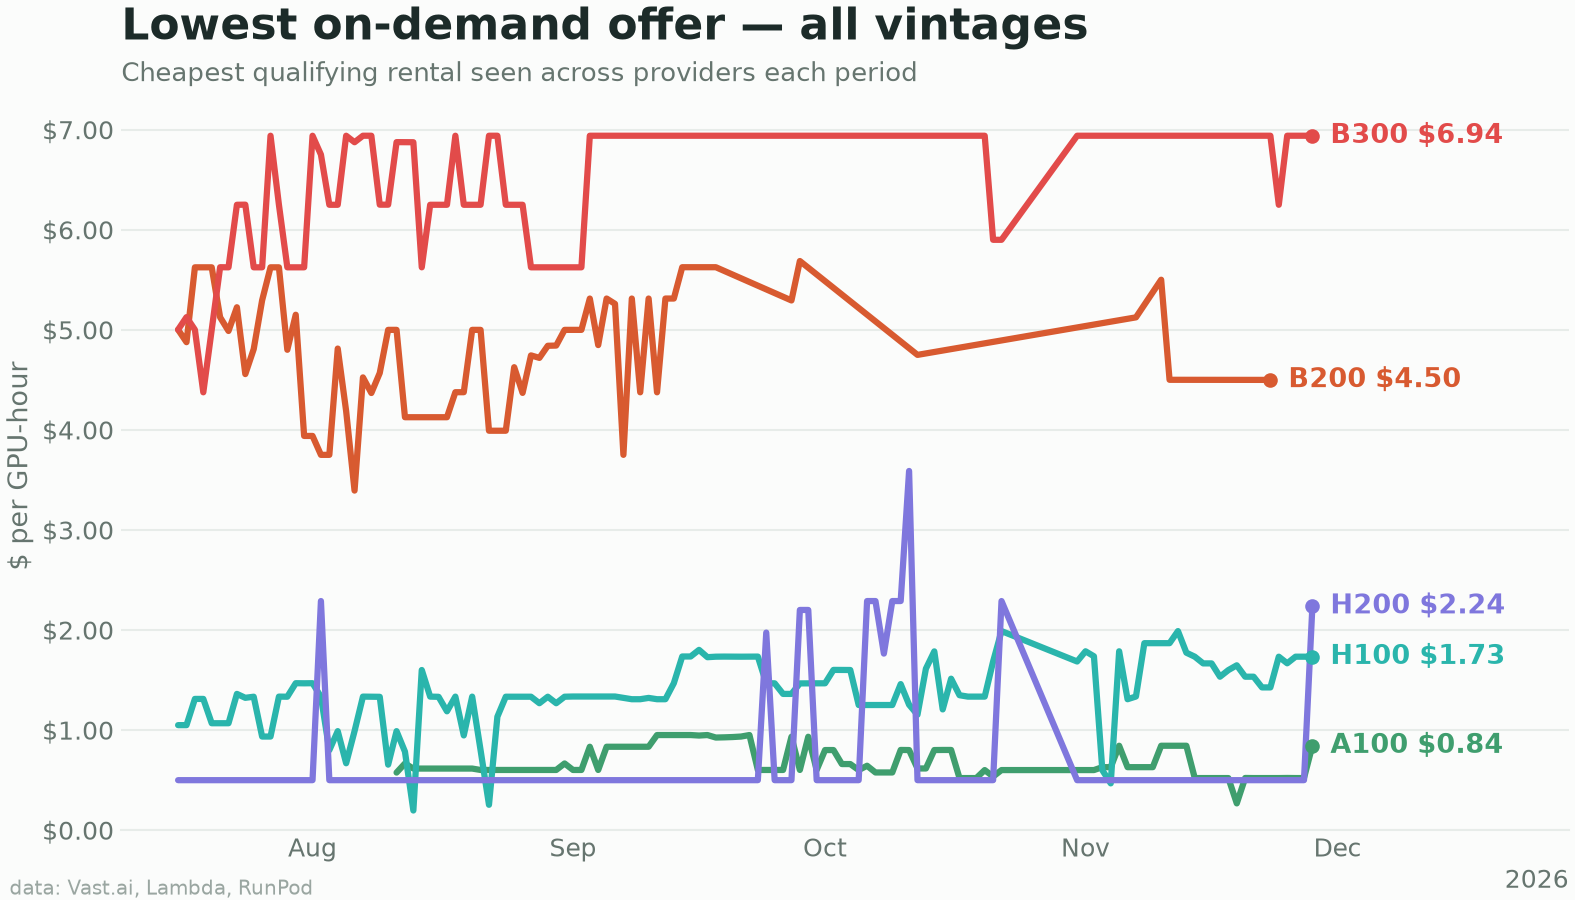 Lowest on-demand offer — all vintages
Cheapest qualifying rental seen across providers each period
$ per GPU-hour
$7.00
$6.00
$5.00
$4.00
$3.00
$2.00
$1.00
$0.00
B300 $6.94
B200 $4.50
H200 $2.24
H100 $1.73
A100 $0.84
Aug Sep Oct Nov Dec
2026
data: Vast.ai, Lambda, RunPod